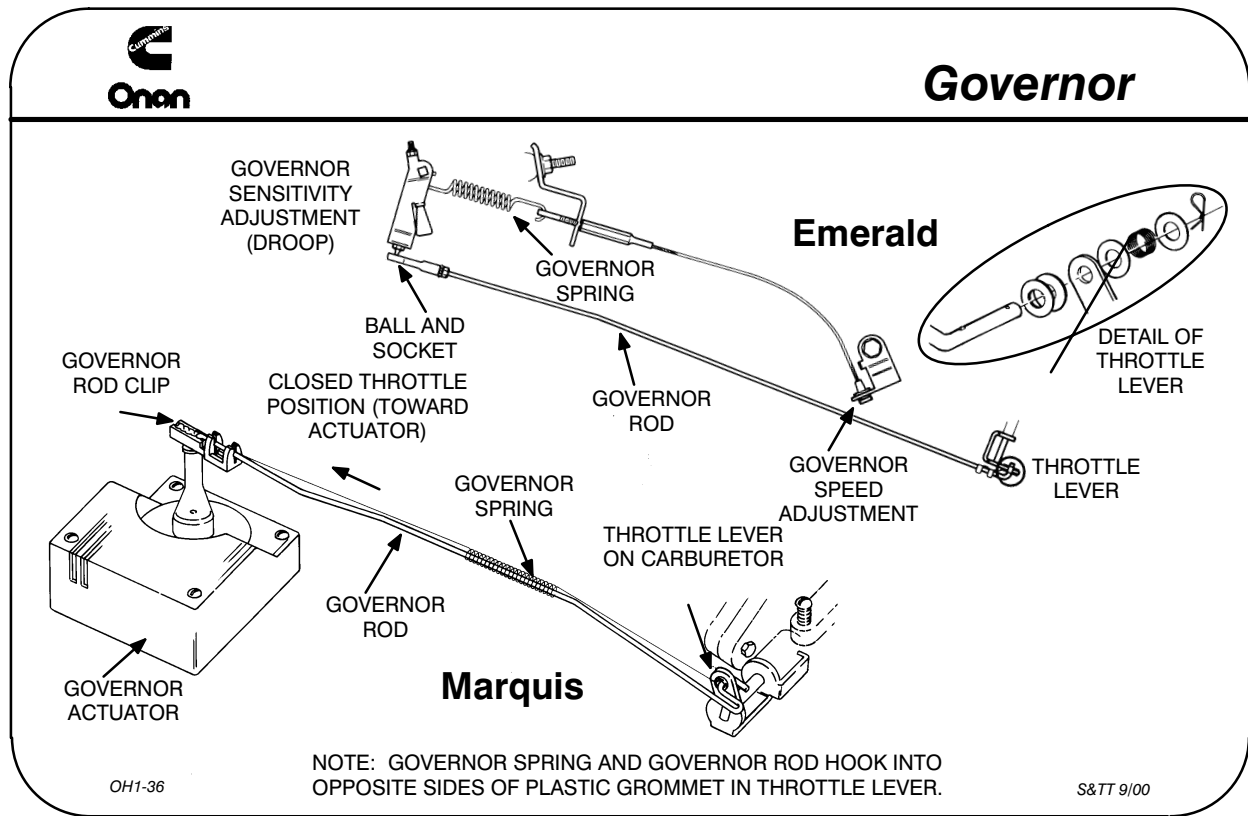 Cummins
Onan
Governor
GOVERNOR
SENSITIVITY
ADJUSTMENT
(DROOP)
GOVERNOR
SPRING
Emerald
BALL AND
SOCKET
DETAIL OF
THROTTLE
LEVER
GOVERNOR
ROD
GOVERNOR
SPEED
ADJUSTMENT
THROTTLE
LEVER
GOVERNOR
ROD CLIP
CLOSED THROTTLE
POSITION (TOWARD
ACTUATOR)
GOVERNOR
SPRING
THROTTLE LEVER
ON CARBURETOR
GOVERNOR
ROD
GOVERNOR
ACTUATOR
Marquis
NOTE: GOVERNOR SPRING AND GOVERNOR ROD HOOK INTO
OPPOSITE SIDES OF PLASTIC GROMMET IN THROTTLE LEVER.
OH1-36
S&TT 9/00